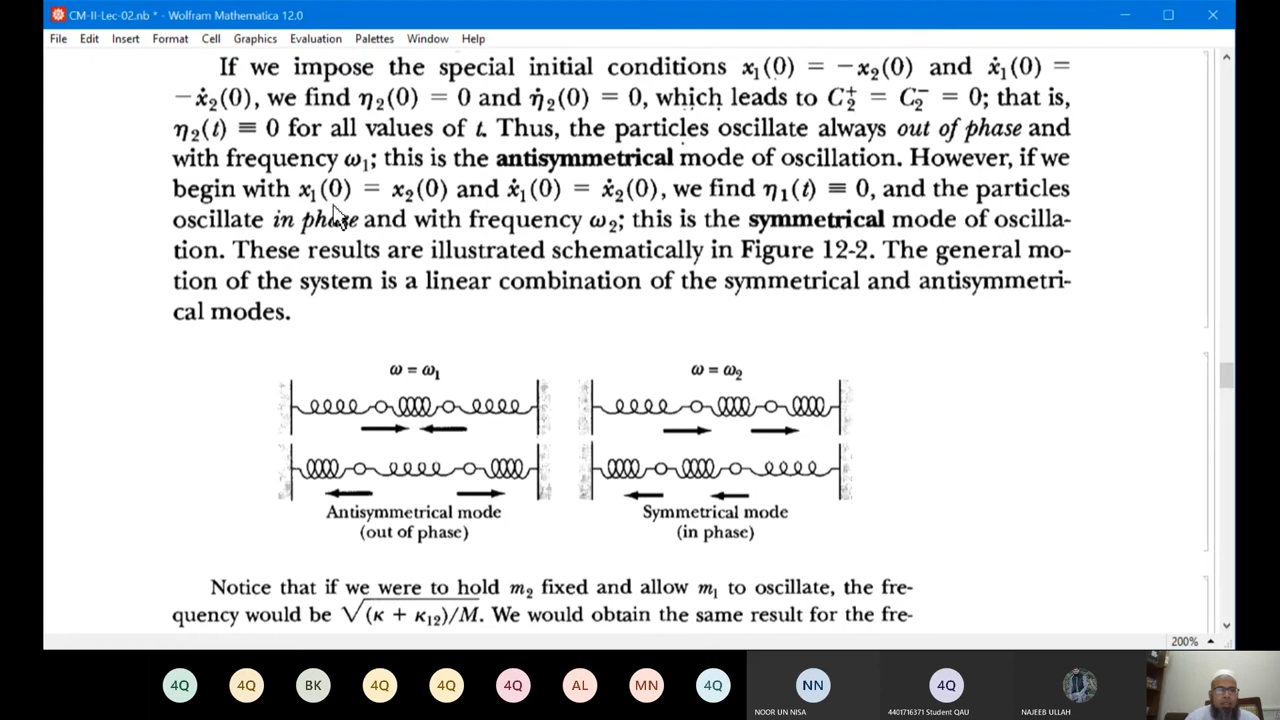 CM-II-Lec-02.nb * - Wolfram Mathematica 12.0
File Edit Insert Format Cell Graphics Evaluation Palettes Window Help
If we impose the special initial conditions x₁(0) = −x₂(0) and ẋ₁(0) =
−ẋ₂(0), we find η₂(0) = 0 and η̇₂(0) = 0, which leads to C₂⁺ = C₂⁻ = 0; that is,
η₂(t) ≡ 0 for all values of t. Thus, the particles oscillate always out of phase and
with frequency ω₁; this is the antisymmetrical mode of oscillation. However, if we
begin with x₁(0) = x₂(0) and ẋ₁(0) = ẋ₂(0), we find η₁(t) ≡ 0, and the particles
oscillate in phase and with frequency ω₂; this is the symmetrical mode of oscilla-
tion. These results are illustrated schematically in Figure 12-2. The general mo-
tion of the system is a linear combination of the symmetrical and antisymmetri-
cal modes.
ω = ω₁ ω = ω₂
Antisymmetrical mode Symmetrical mode
(out of phase) (in phase)
Notice that if we were to hold m₂ fixed and allow m₁ to oscillate, the fre-
quency would be √(κ + κ₁₂)/M. We would obtain the same result for the fre-
200%
4Q 4Q BK 4Q 4Q 4Q AL MN 4Q NN 4Q
NOOR UN NISA 4401716371 Student QAU NAJEEB ULLAH